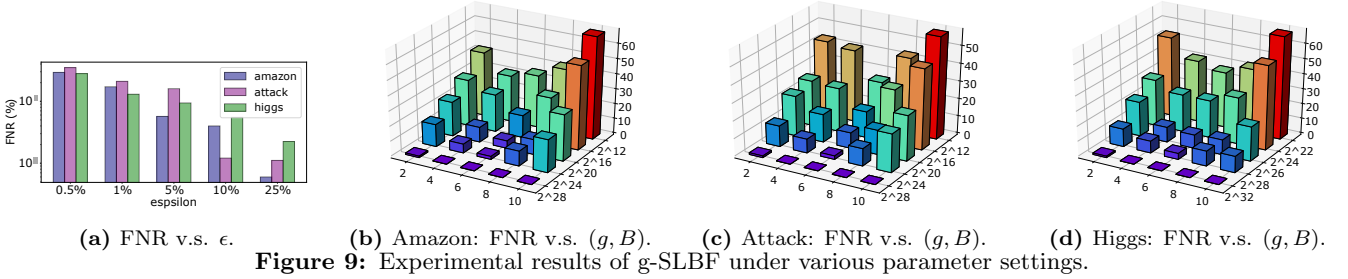 FNR (%)
amazon
attack
higgs
0.5% 1% 5% 10% 25%
espsilon
60
50
40
30
20
10
0
2^12
2^16
2^20
2^24
2^28
2 4 6 8 10
50
40
30
20
10
0
2^12
2^16
2^20
2^24
2^28
2 4 6 8 10
60
50
40
30
20
10
0
2^22
2^26
2^24
2^28
2^32
2 4 6 8 10
(a) FNR v.s. ϵ.
(b) Amazon: FNR v.s. (g, B).
(c) Attack: FNR v.s. (g, B).
(d) Higgs: FNR v.s. (g, B).
Figure 9: Experimental results of g-SLBF under various parameter settings.